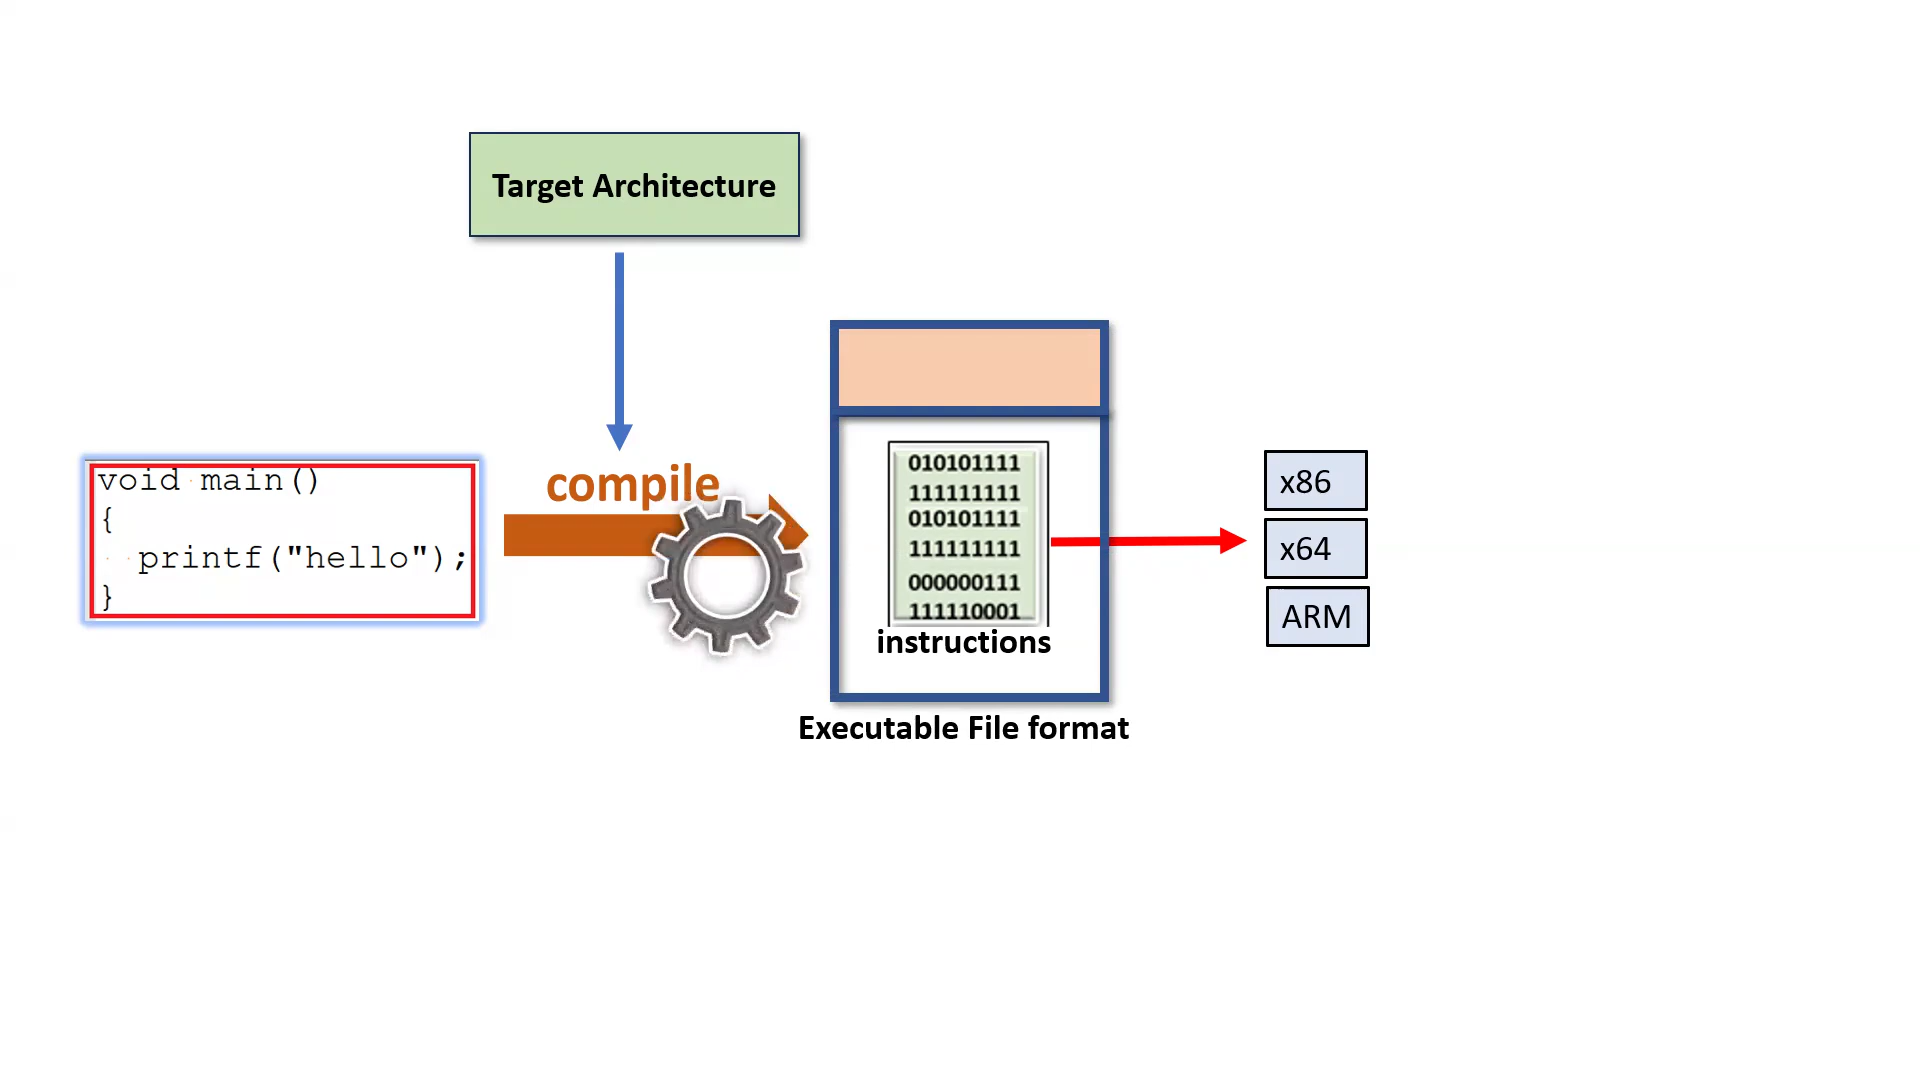 Target Architecture
void main()
{
printf("hello");
}
compile
010101111
111111111
010101111
111111111
000000111
111110001
instructions
Executable File format
x86
x64
ARM